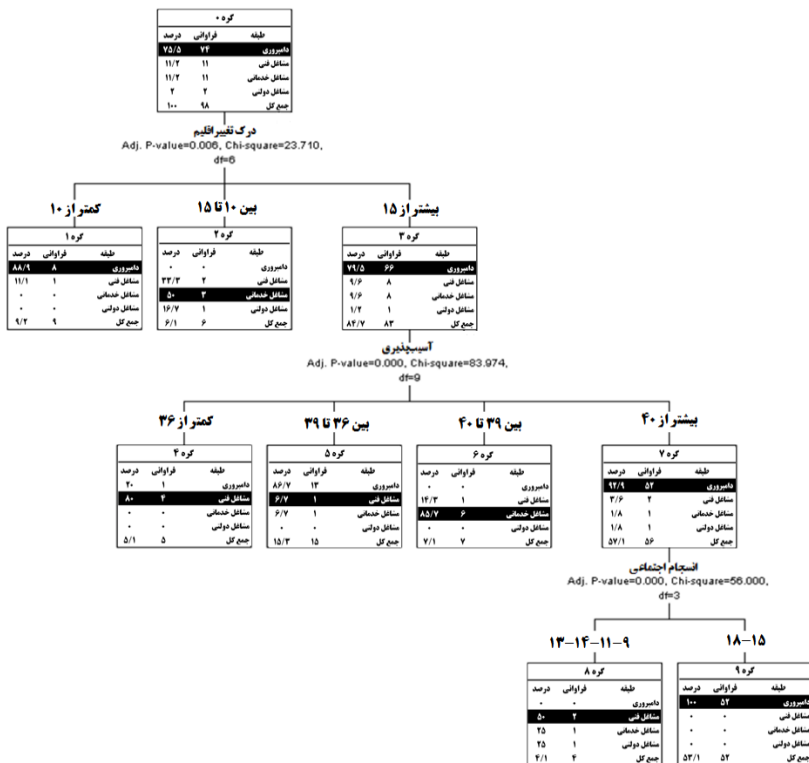 گره ۰
طبقه فراوانی درصد
دامپروری ۷۴ ۷۵/۵
مشاغل فنی ۱۱ ۱۱/۲
مشاغل خدماتی ۱۱ ۱۱/۲
مشاغل دولتی ۲ ۲
جمع کل ۹۸ ۱۰۰
درک تغییر اقلیم
Adj. P-value=0.006, Chi-square=23.710,
df=6
کمتر از ۱۰
گره ۱
طبقه فراوانی درصد
دامپروری ۸ ۸۸/۹
مشاغل فنی ۱ ۱۱/۱
مشاغل خدماتی ۰ ۰
مشاغل دولتی ۰ ۰
جمع کل ۹ ۹/۲
بین ۱۰ تا ۱۵
گره ۲
طبقه فراوانی درصد
دامپروری ۰ ۰
مشاغل فنی ۲ ۳۳/۳
مشاغل خدماتی ۳ ۵۰
مشاغل دولتی ۱ ۱۶/۷
جمع کل ۶ ۶/۱
بیشتر از ۱۵
گره ۳
طبقه فراوانی درصد
دامپروری ۶۶ ۷۹/۵
مشاغل فنی ۸ ۹/۶
مشاغل خدماتی ۸ ۹/۶
مشاغل دولتی ۱ ۱/۲
جمع کل ۸۳ ۸۴/۷
آسیب‌پذیری
Adj. P-value=0.000, Chi-square=83.974,
df=9
کمتر از ۳۶
گره ۴
طبقه فراوانی درصد
دامپروری ۱ ۲۰
مشاغل فنی ۴ ۸۰
مشاغل خدماتی ۰ ۰
مشاغل دولتی ۰ ۰
جمع کل ۵ ۵/۱
بین ۳۶ تا ۳۹
گره ۵
طبقه فراوانی درصد
دامپروری ۱۳ ۸۶/۷
مشاغل فنی ۱ ۶/۷
مشاغل خدماتی ۱ ۶/۷
مشاغل دولتی ۰ ۰
جمع کل ۱۵ ۱۵/۳
بین ۳۹ تا ۴۰
گره ۶
طبقه فراوانی درصد
دامپروری ۰ ۰
مشاغل فنی ۱ ۱۴/۳
مشاغل خدماتی ۶ ۸۵/۷
مشاغل دولتی ۰ ۰
جمع کل ۷ ۷/۱
بیشتر از ۴۰
گره ۷
طبقه فراوانی درصد
دامپروری ۵۲ ۹۲/۹
مشاغل فنی ۲ ۳/۶
مشاغل خدماتی ۱ ۱/۸
مشاغل دولتی ۱ ۱/۸
جمع کل ۵۶ ۵۷/۱
انسجام اجتماعی
Adj. P-value=0.000, Chi-square=56.000,
df=3
۱۳-۱۴-۱۱-۹
گره ۸
طبقه فراوانی درصد
دامپروری ۰ ۰
مشاغل فنی ۲ ۵۰
مشاغل خدماتی ۱ ۲۵
مشاغل دولتی ۱ ۲۵
جمع کل ۴ ۴/۱
۱۸-۱۵
گره ۹
طبقه فراوانی درصد
دامپروری ۵۲ ۱۰۰
مشاغل فنی ۰ ۰
مشاغل خدماتی ۰ ۰
مشاغل دولتی ۰ ۰
جمع کل ۵۲ ۵۳/۱